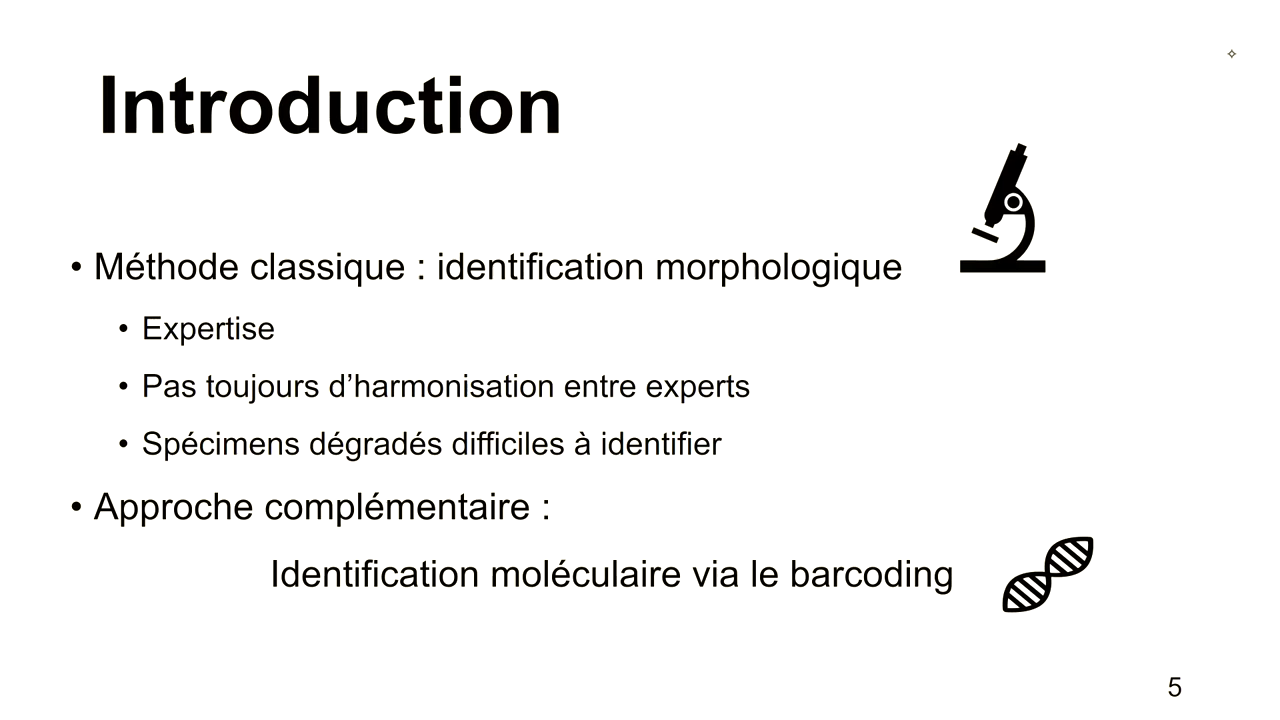 Introduction
• Méthode classique : identification morphologique
• Expertise
• Pas toujours d’harmonisation entre experts
• Spécimens dégradés difficiles à identifier
• Approche complémentaire :
Identification moléculaire via le barcoding
5